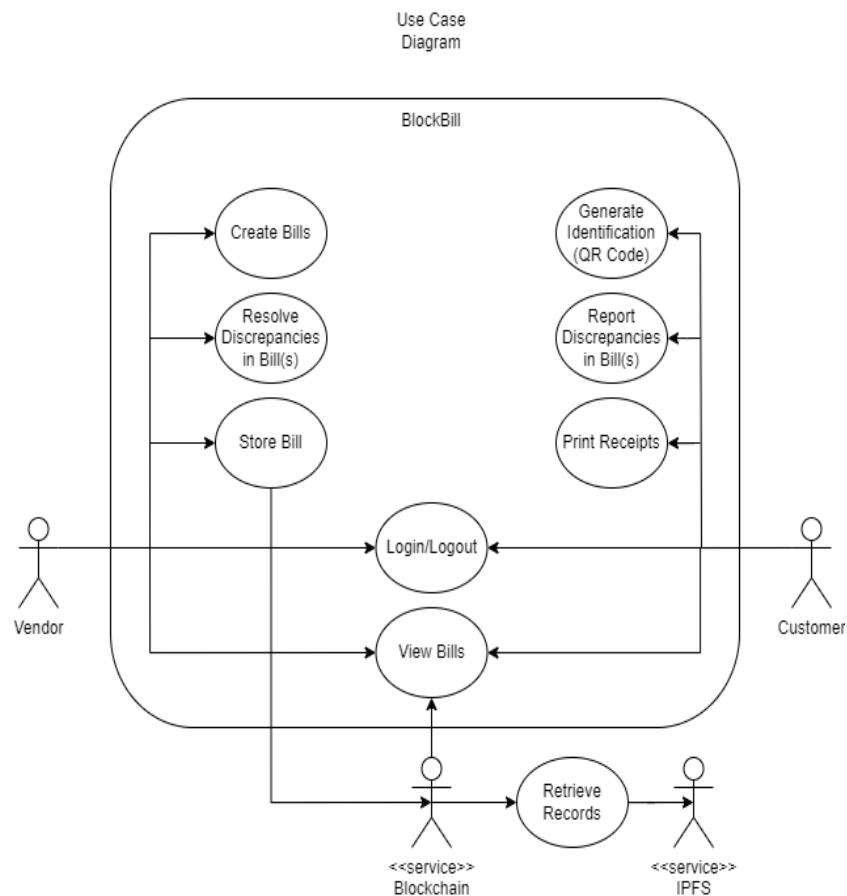 Use Case
Diagram
BlockBill
Create Bills
Generate
Identification
(QR Code)
Resolve
Discrepancies
in Bill(s)
Report
Discrepancies
in Bill(s)
Store Bill
Print Receipts
Login/Logout
Vendor
Customer
View Bills
Retrieve
Records
<<service>>
Blockchain
<<service>>
IPFS